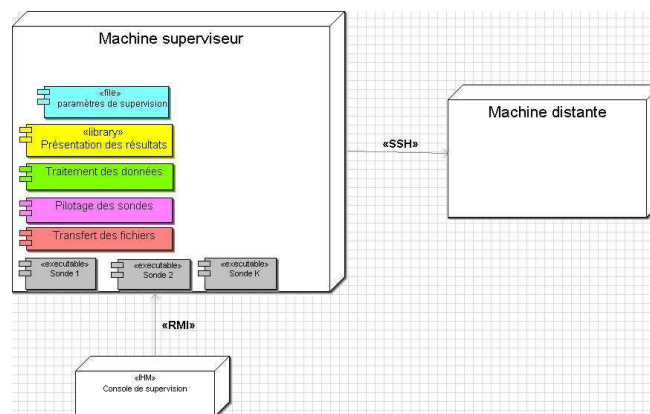 Machine superviseur
«file»
paramètres de supervision
«library»
Présentation des résultats
Traitement des données
Pilotage des sondes
Transfert des fichiers
«executable»
Sonde 1
«executable»
Sonde 2
«executable»
Sonde K
«SSH»
Machine distante
«RMI»
«IHM»
Console de supervision